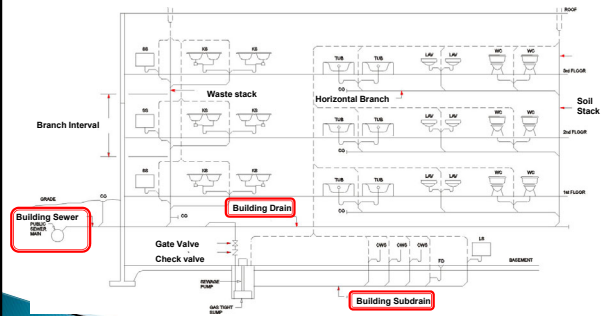 ROOF
SS KS KS
TUB TUB LAV LAV WC WC
3rd FLOOR
CO
Waste stack
Horizontal Branch
Soil
Stack
Branch Interval
SS KS KS
TUB TUB LAV LAV WC WC
2nd FLOOR
CO
SS KS KS
TUB TUB LAV LAV WC WC
1st FLOOR
GRADE CO
CO
CO
Building Drain
Building Sewer
PUBLIC
SEWER
MAIN
Gate Valve
Check valve
CWS CWS CWS
LS
FD
BASEMENT
SEWAGE
PUMP
Building Subdrain
GAS TIGHT
SUMP